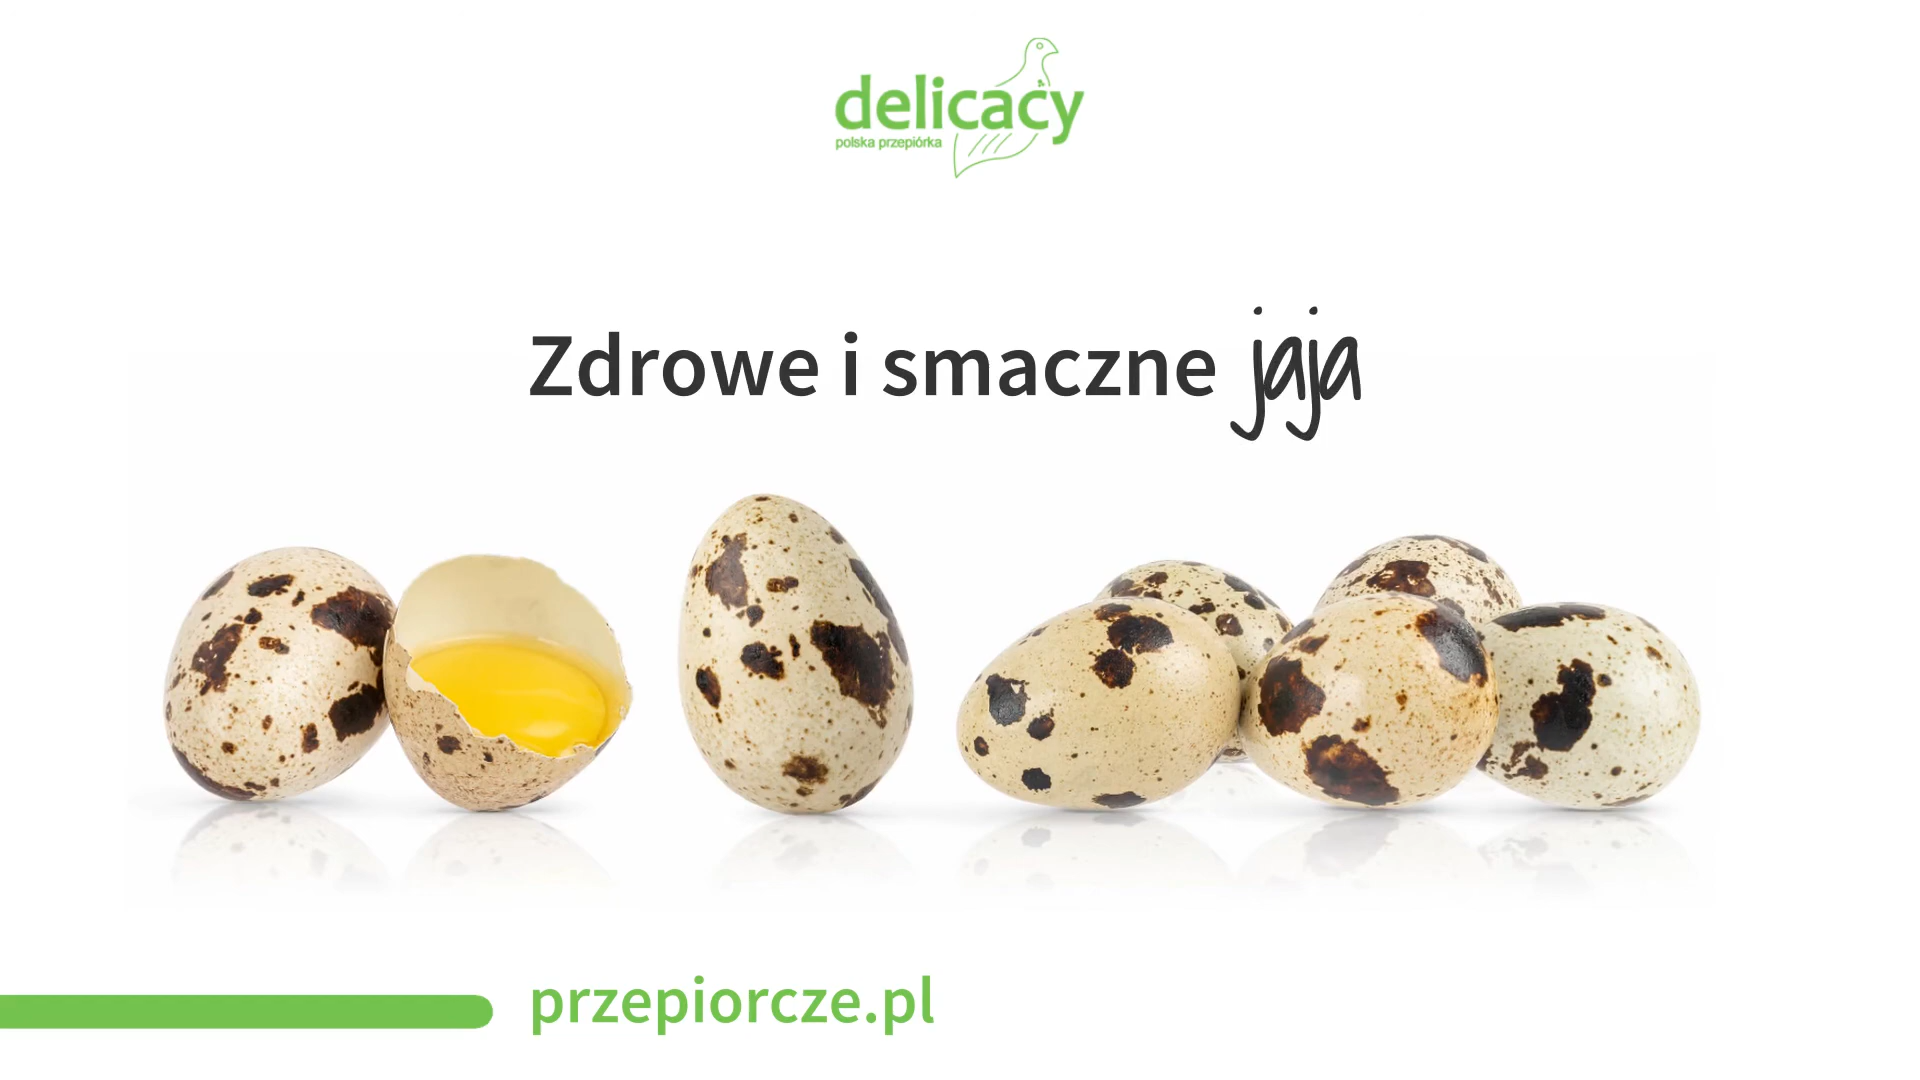 delicacy
polska przepiórka
Zdrowe i smaczne jaja
przepiorcze.pl